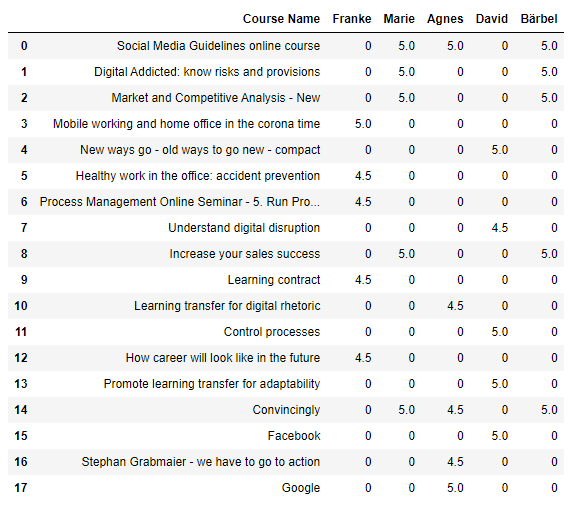 Course Name Franke Marie Agnes David Bärbel
0 Social Media Guidelines online course 0 5.0 5.0 0 5.0
1 Digital Addicted: know risks and provisions 0 5.0 0 0 5.0
2 Market and Competitive Analysis - New 0 5.0 0 0 5.0
3 Mobile working and home office in the corona time 5.0 0 0 0 0
4 New ways go - old ways to go new - compact 0 0 0 5.0 0
5 Healthy work in the office: accident prevention 4.5 0 0 0 0
6 Process Management Online Seminar - 5. Run Pro... 4.5 0 0 0 0
7 Understand digital disruption 0 0 0 4.5 0
8 Increase your sales success 0 5.0 0 0 5.0
9 Learning contract 4.5 0 0 0 0
10 Learning transfer for digital rhetoric 0 0 4.5 0 0
11 Control processes 0 0 0 5.0 0
12 How career will look like in the future 4.5 0 0 0 0
13 Promote learning transfer for adaptability 0 0 0 5.0 0
14 Convincingly 0 5.0 4.5 0 5.0
15 Facebook 0 0 0 5.0 0
16 Stephan Grabmaier - we have to go to action 0 0 4.5 0 0
17 Google 0 0 5.0 0 0